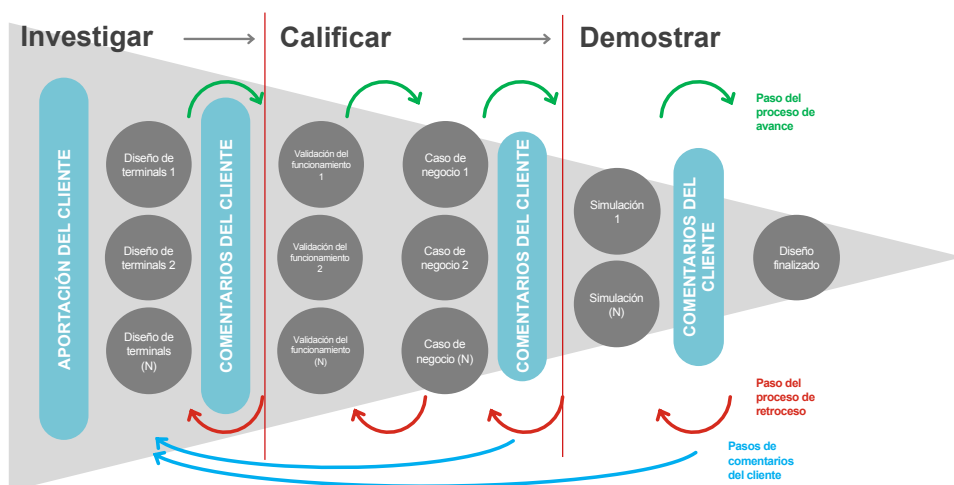 Investigar
Calificar
Demostrar
APORTACIÓN DEL CLIENTE
Diseño de
terminals 1
Diseño de
terminals 2
Diseño de
terminals
(N)
COMENTARIOS DEL CLIENTE
Validación del
funcionamiento
1
Validación del
funcionamiento
2
Validación del
funcionamiento
(N)
Caso de
negocio 1
Caso de
negocio 2
Caso de
negocio (N)
COMENTARIOS DEL CLIENTE
Simulación
1
Simulación
(N)
COMENTARIOS DEL
CLIENTE
Diseño
finalizado
Paso del
proceso de
avance
Paso del
proceso de
retroceso
Pasos de
comentarios
del cliente